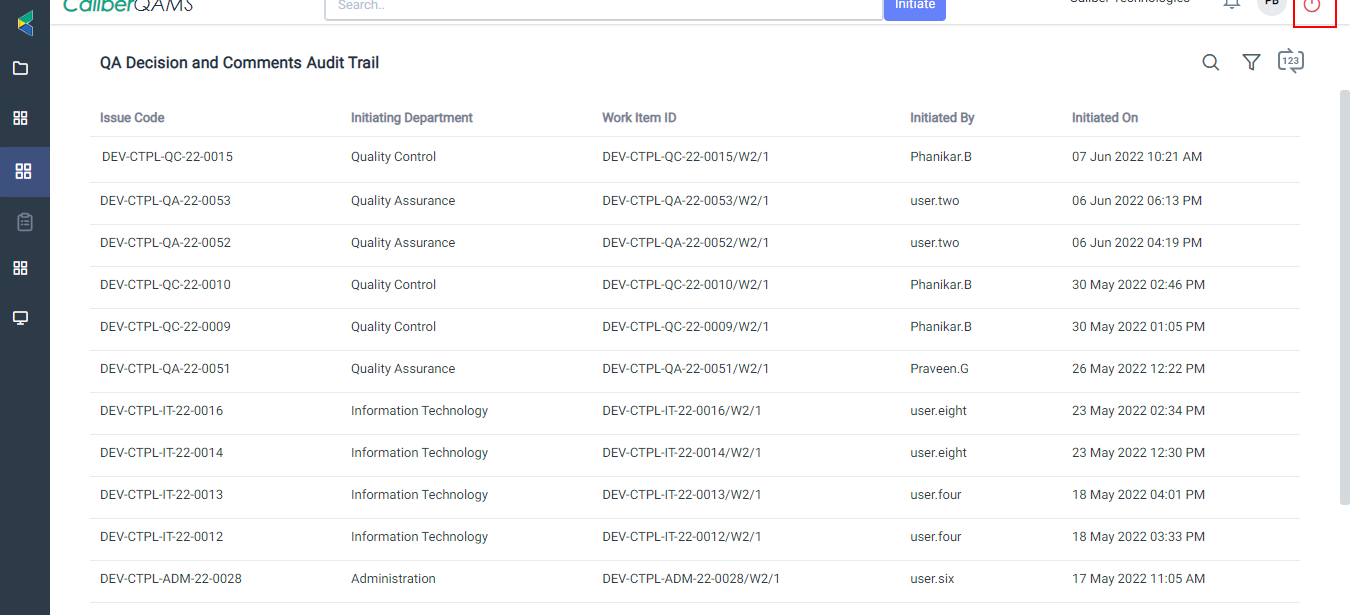 CaliberQAMS Search.. Initiate Caliber Technologies PB
QA Decision and Comments Audit Trail 123
Issue Code Initiating Department Work Item ID Initiated By Initiated On
DEV-CTPL-QC-22-0015 Quality Control DEV-CTPL-QC-22-0015/W2/1 Phanikar.B 07 Jun 2022 10:21 AM
DEV-CTPL-QA-22-0053 Quality Assurance DEV-CTPL-QA-22-0053/W2/1 user.two 06 Jun 2022 06:13 PM
DEV-CTPL-QA-22-0052 Quality Assurance DEV-CTPL-QA-22-0052/W2/1 user.two 06 Jun 2022 04:19 PM
DEV-CTPL-QC-22-0010 Quality Control DEV-CTPL-QC-22-0010/W2/1 Phanikar.B 30 May 2022 02:46 PM
DEV-CTPL-QC-22-0009 Quality Control DEV-CTPL-QC-22-0009/W2/1 Phanikar.B 30 May 2022 01:05 PM
DEV-CTPL-QA-22-0051 Quality Assurance DEV-CTPL-QA-22-0051/W2/1 Praveen.G 26 May 2022 12:22 PM
DEV-CTPL-IT-22-0016 Information Technology DEV-CTPL-IT-22-0016/W2/1 user.eight 23 May 2022 02:34 PM
DEV-CTPL-IT-22-0014 Information Technology DEV-CTPL-IT-22-0014/W2/1 user.eight 23 May 2022 12:30 PM
DEV-CTPL-IT-22-0013 Information Technology DEV-CTPL-IT-22-0013/W2/1 user.four 18 May 2022 04:01 PM
DEV-CTPL-IT-22-0012 Information Technology DEV-CTPL-IT-22-0012/W2/1 user.four 18 May 2022 03:33 PM
DEV-CTPL-ADM-22-0028 Administration DEV-CTPL-ADM-22-0028/W2/1 user.six 17 May 2022 11:05 AM